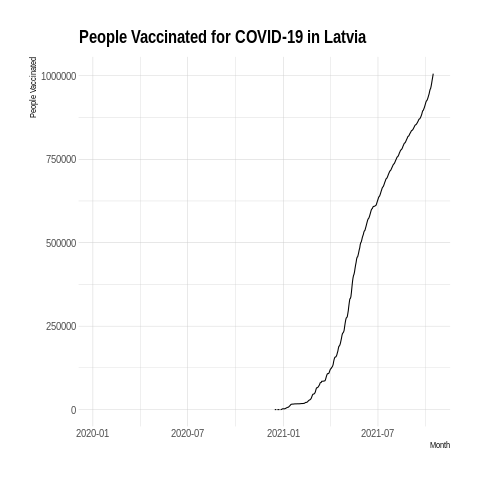 People Vaccinated for COVID-19 in Latvia
People Vaccinated
1000000
750000
500000
250000
0
2020-01 2020-07 2021-01 2021-07
Month